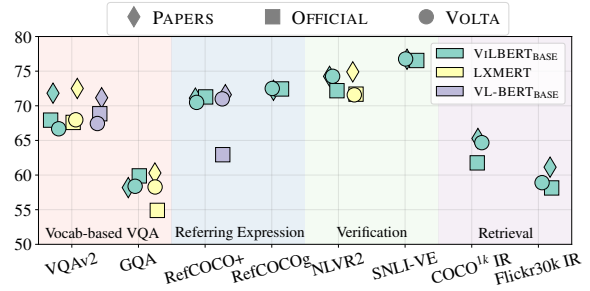 PAPERS OFFICIAL VOLTA
80
75
70
65
60
55
50
VILBERTBASE
LXMERT
VL-BERTBASE
Vocab-based VQA Referring Expression Verification Retrieval
VQAv2 GQA RefCOCO+ RefCOCOg NLVR2 SNLI-VE COCO¹ᵏ IR Flickr30k IR